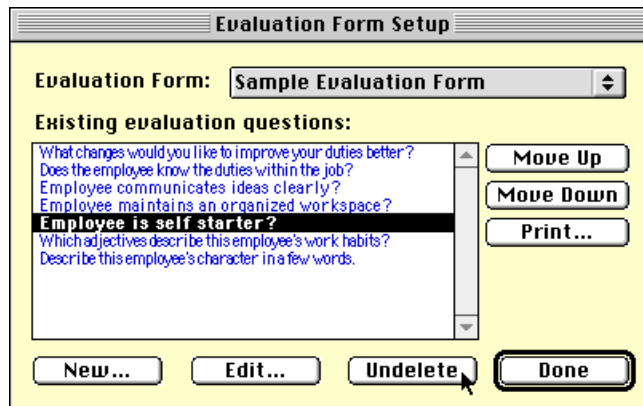 Evaluation Form Setup
Evaluation Form: Sample Evaluation Form
Existing evaluation questions:
What changes would you like to improve your duties better?
Does the employee know the duties within the job?
Employee communicates ideas clearly?
Employee maintains an organized workspace?
Employee is self starter?
Which adjectives describe this employee's work habits?
Describe this employee's character in a few words.
Move Up
Move Down
Print...
New... Edit... Undelete Done